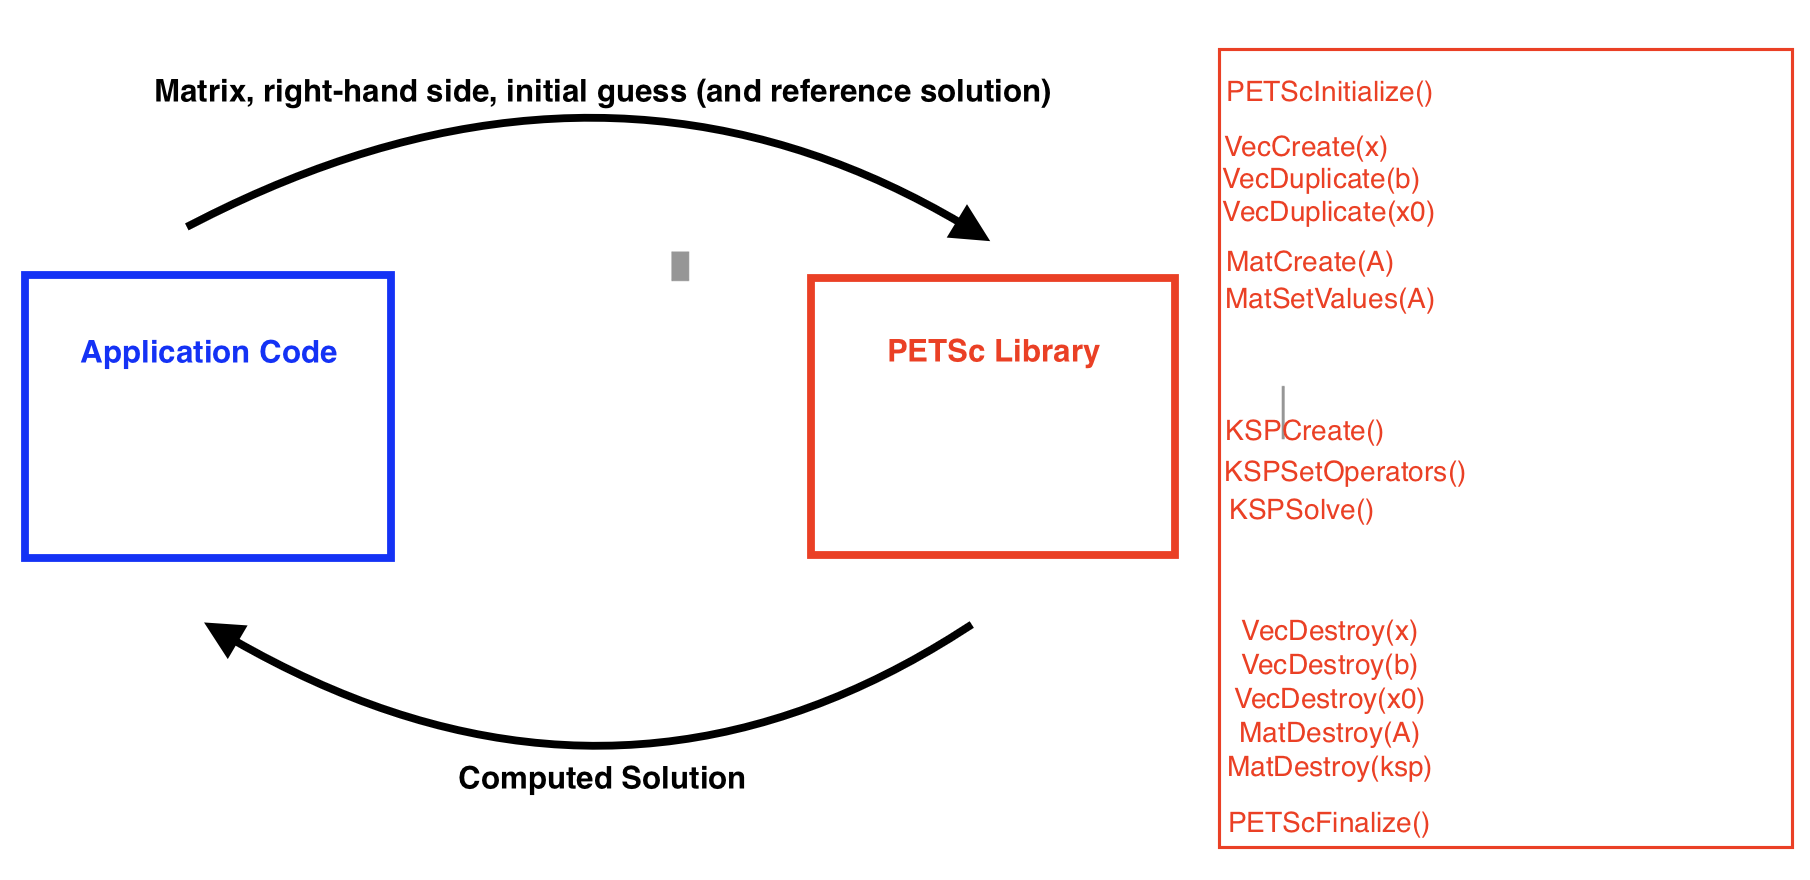 Matrix, right-hand side, initial guess (and reference solution)
Application Code
PETSc Library
Computed Solution
PETScInitialize()
VecCreate(x)
VecDuplicate(b)
VecDuplicate(x0)
MatCreate(A)
MatSetValues(A)
KSPCreate()
KSPSetOperators()
KSPSolve()
VecDestroy(x)
VecDestroy(b)
VecDestroy(x0)
MatDestroy(A)
MatDestroy(ksp)
PETScFinalize()